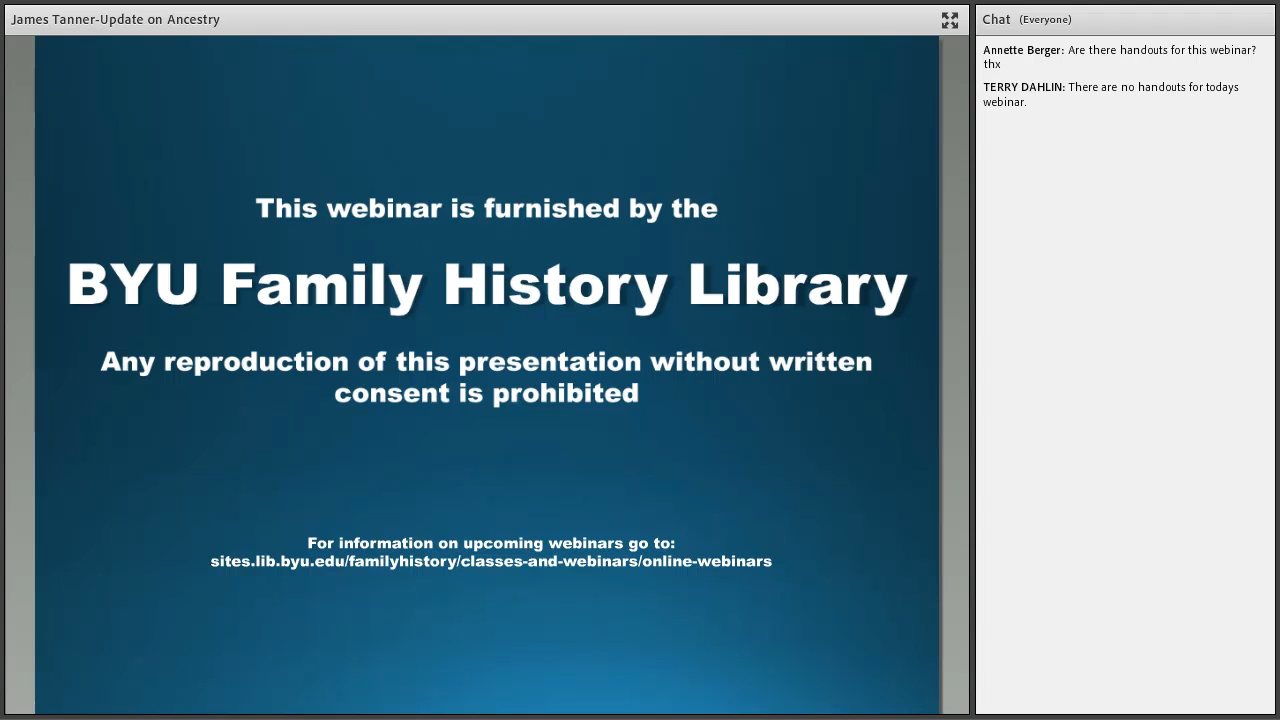 James Tanner-Update on Ancestry
This webinar is furnished by the
BYU Family History Library
Any reproduction of this presentation without written
consent is prohibited
For information on upcoming webinars go to:
sites.lib.byu.edu/familyhistory/classes-and-webinars/online-webinars
Chat (Everyone)
Annette Berger: Are there handouts for this webinar?
thx
TERRY DAHLIN: There are no handouts for todays
webinar.